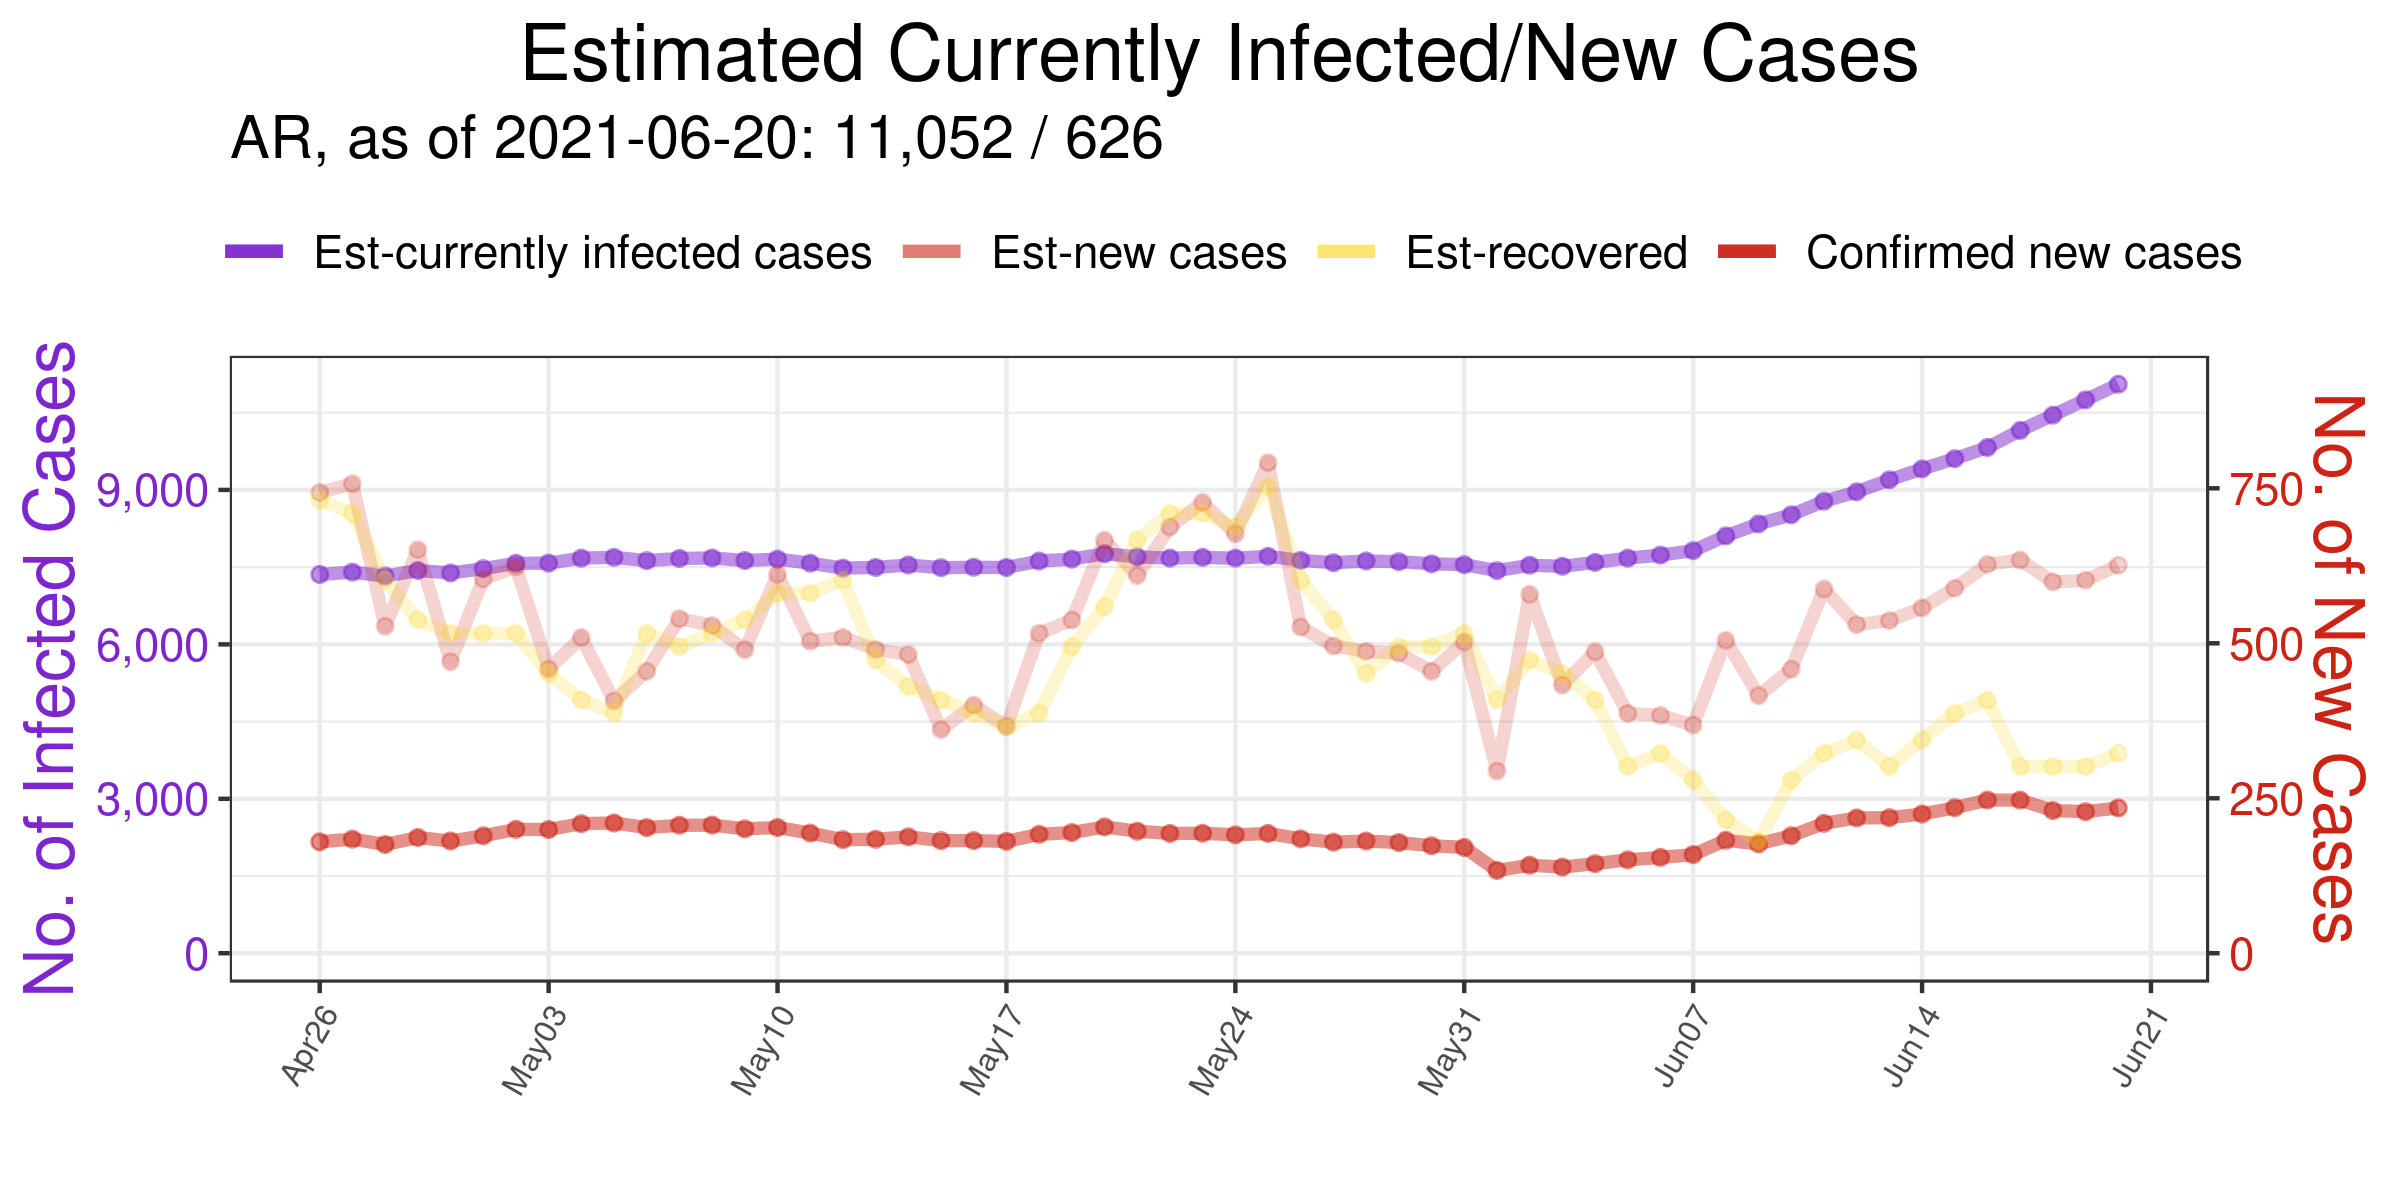 Estimated Currently Infected/New Cases
AR, as of 2021-06-20: 11,052 / 626
Est-currently infected cases Est-new cases Est-recovered Confirmed new cases
No. of Infected Cases
9,000
6,000
3,000
0
750
500
250
0
No. of New Cases
Apr26 May03 May10 May17 May24 May31 Jun07 Jun14 Jun21